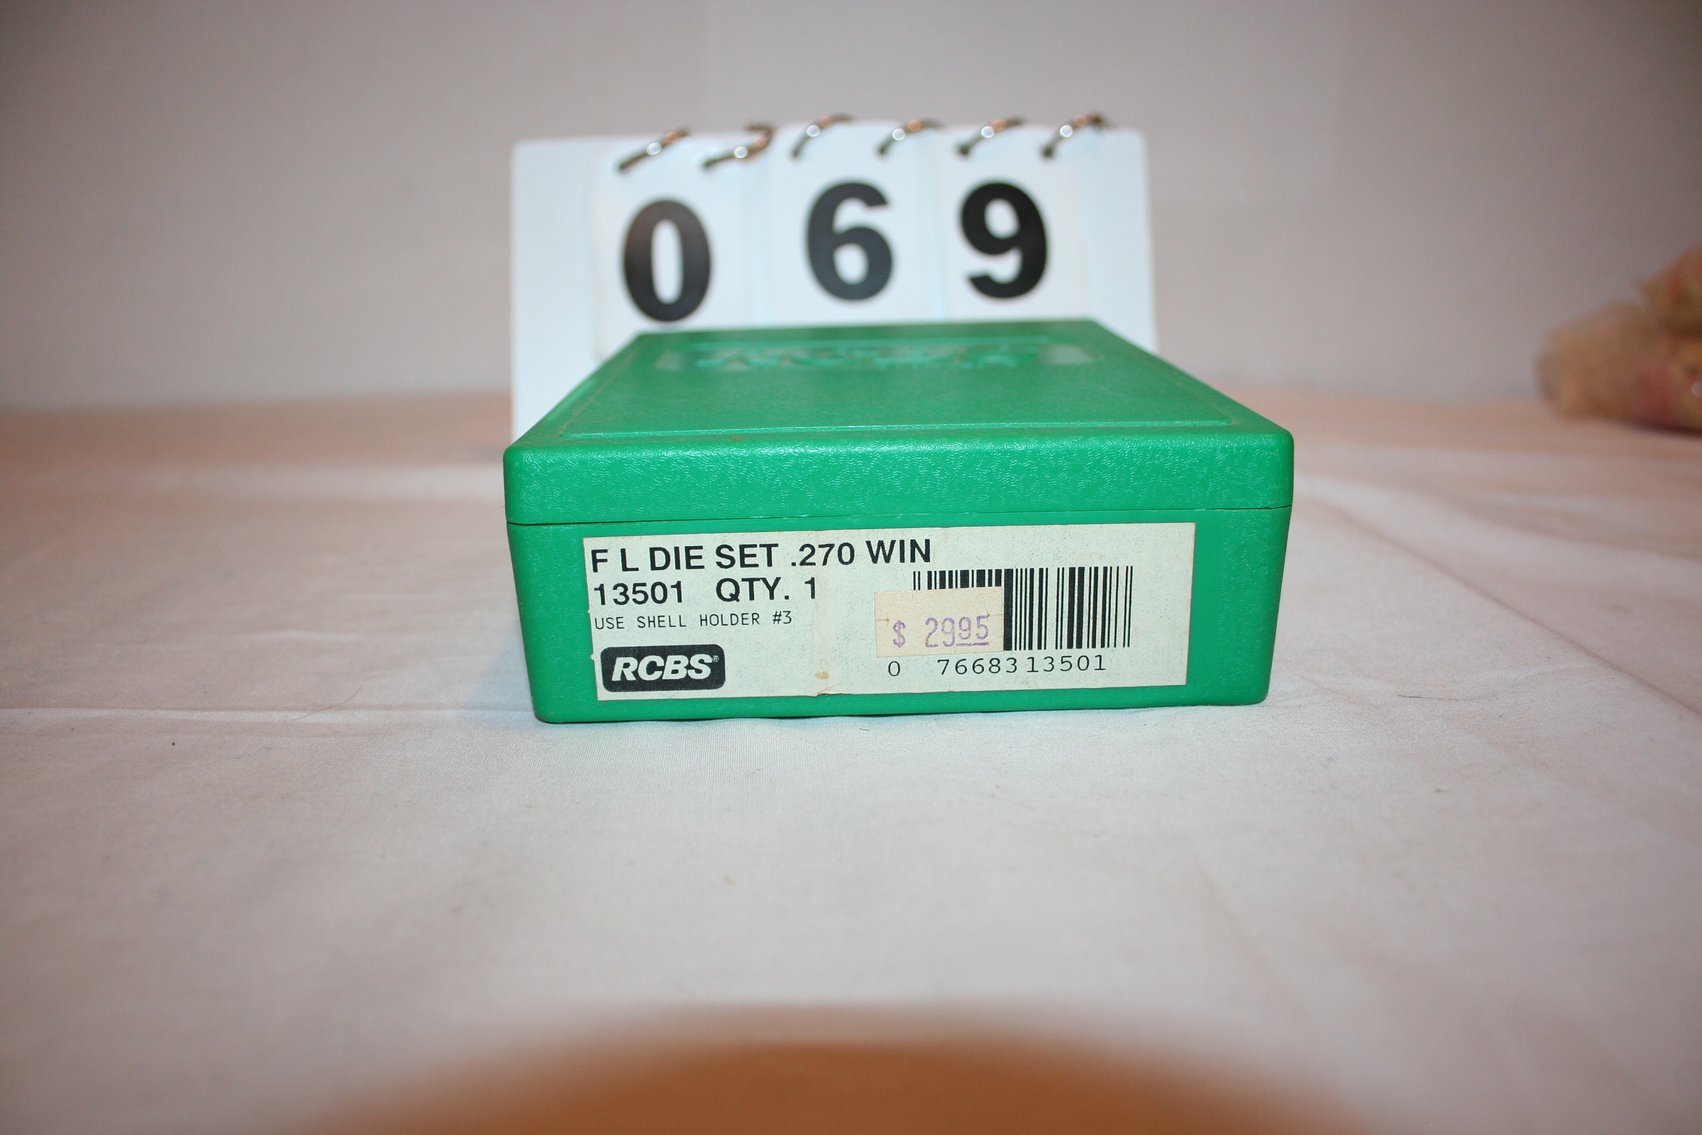 069
F L DIE SET .270 WIN
13501 QTY. 1
USE SHELL HOLDER #3
$ 2995
RCBS®
0 7668313501